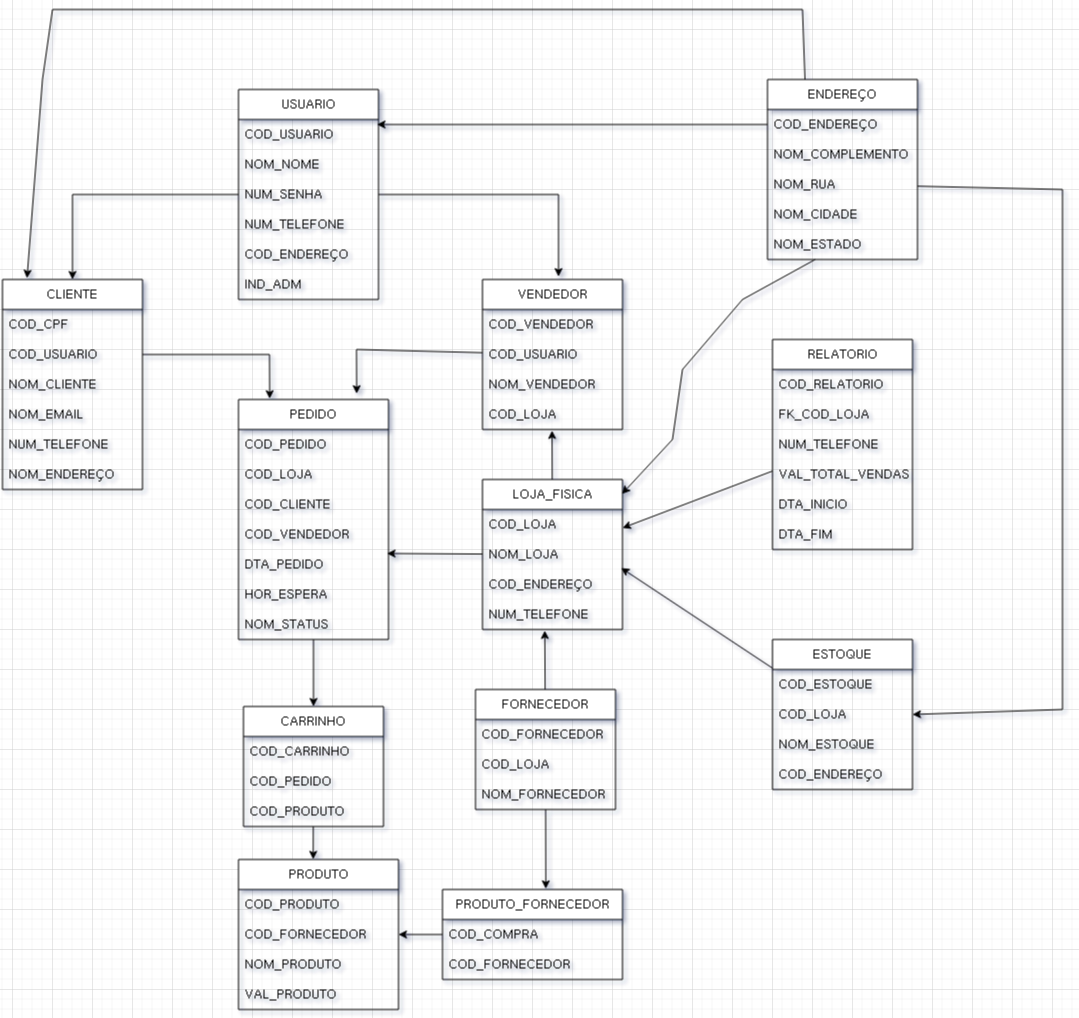 ENDEREÇO
COD_ENDEREÇO
NOM_COMPLEMENTO
NOM_RUA
NOM_CIDADE
NOM_ESTADO
USUARIO
COD_USUARIO
NOM_NOME
NUM_SENHA
NUM_TELEFONE
COD_ENDEREÇO
IND_ADM
CLIENTE
COD_CPF
COD_USUARIO
NOM_CLIENTE
NOM_EMAIL
NUM_TELEFONE
NOM_ENDEREÇO
VENDEDOR
COD_VENDEDOR
COD_USUARIO
NOM_VENDEDOR
COD_LOJA
RELATORIO
COD_RELATORIO
FK_COD_LOJA
NUM_TELEFONE
VAL_TOTAL_VENDAS
DTA_INICIO
DTA_FIM
PEDIDO
COD_PEDIDO
COD_LOJA
COD_CLIENTE
COD_VENDEDOR
DTA_PEDIDO
HOR_ESPERA
NOM_STATUS
LOJA_FISICA
COD_LOJA
NOM_LOJA
COD_ENDEREÇO
NUM_TELEFONE
ESTOQUE
COD_ESTOQUE
COD_LOJA
NOM_ESTOQUE
COD_ENDEREÇO
CARRINHO
COD_CARRINHO
COD_PEDIDO
COD_PRODUTO
FORNECEDOR
COD_FORNECEDOR
COD_LOJA
NOM_FORNECEDOR
PRODUTO
COD_PRODUTO
COD_FORNECEDOR
NOM_PRODUTO
VAL_PRODUTO
PRODUTO_FORNECEDOR
COD_COMPRA
COD_FORNECEDOR